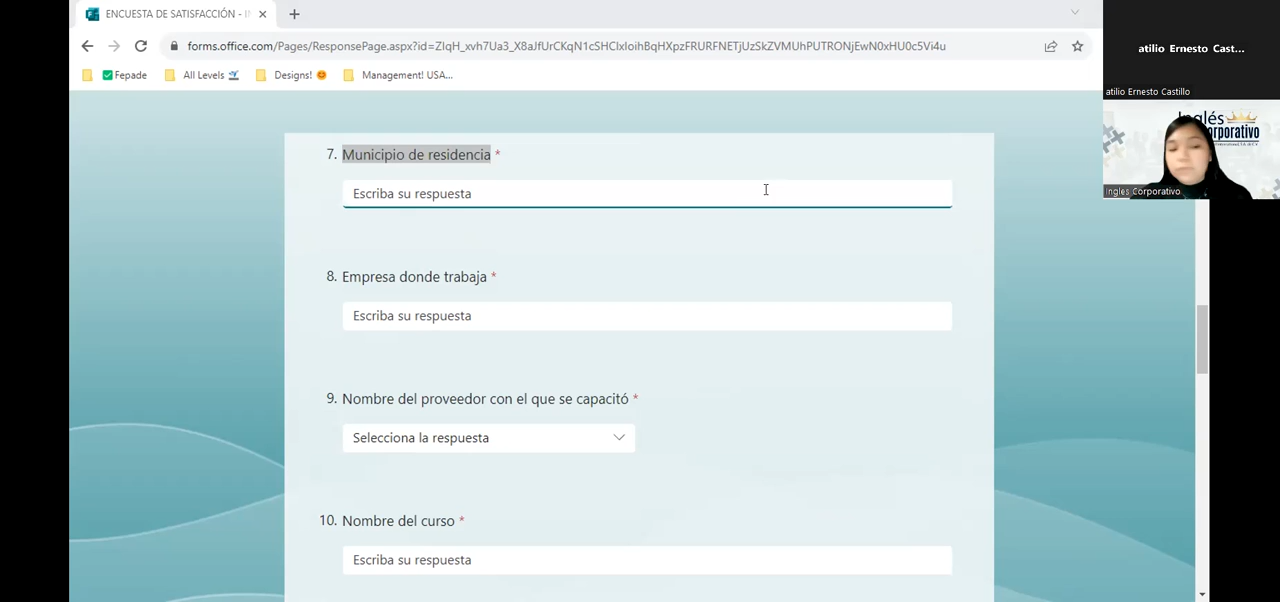 ENCUESTA DE SATISFACCIÓN - I
forms.office.com/Pages/ResponsePage.aspx?id=ZIqH_xvh7Ua3_X8aJfUrCKqN1cSHCIxIoihBqHXpzFRURFNETjUzSkZVMUhPUTRONjEwN0xHU0c5Vi4u
Fepade
All Levels
Designs!
Management! USA...
atilio Ernesto Cast...
atilio Ernesto Castillo
Inglés
orporativo
Ingles Corporativo
7. Municipio de residencia *
Escriba su respuesta
8. Empresa donde trabaja *
Escriba su respuesta
9. Nombre del proveedor con el que se capacitó *
Selecciona la respuesta
10. Nombre del curso *
Escriba su respuesta